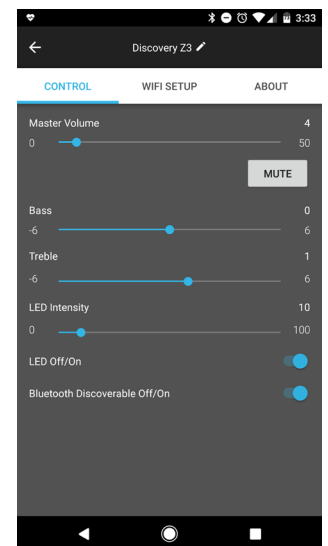 3:33
Discovery Z3
CONTROL WIFI SETUP ABOUT
Master Volume 4
0 50
MUTE
Bass 0
-6 6
Treble 1
-6 6
LED Intensity 10
0 100
LED Off/On
Bluetooth Discoverable Off/On